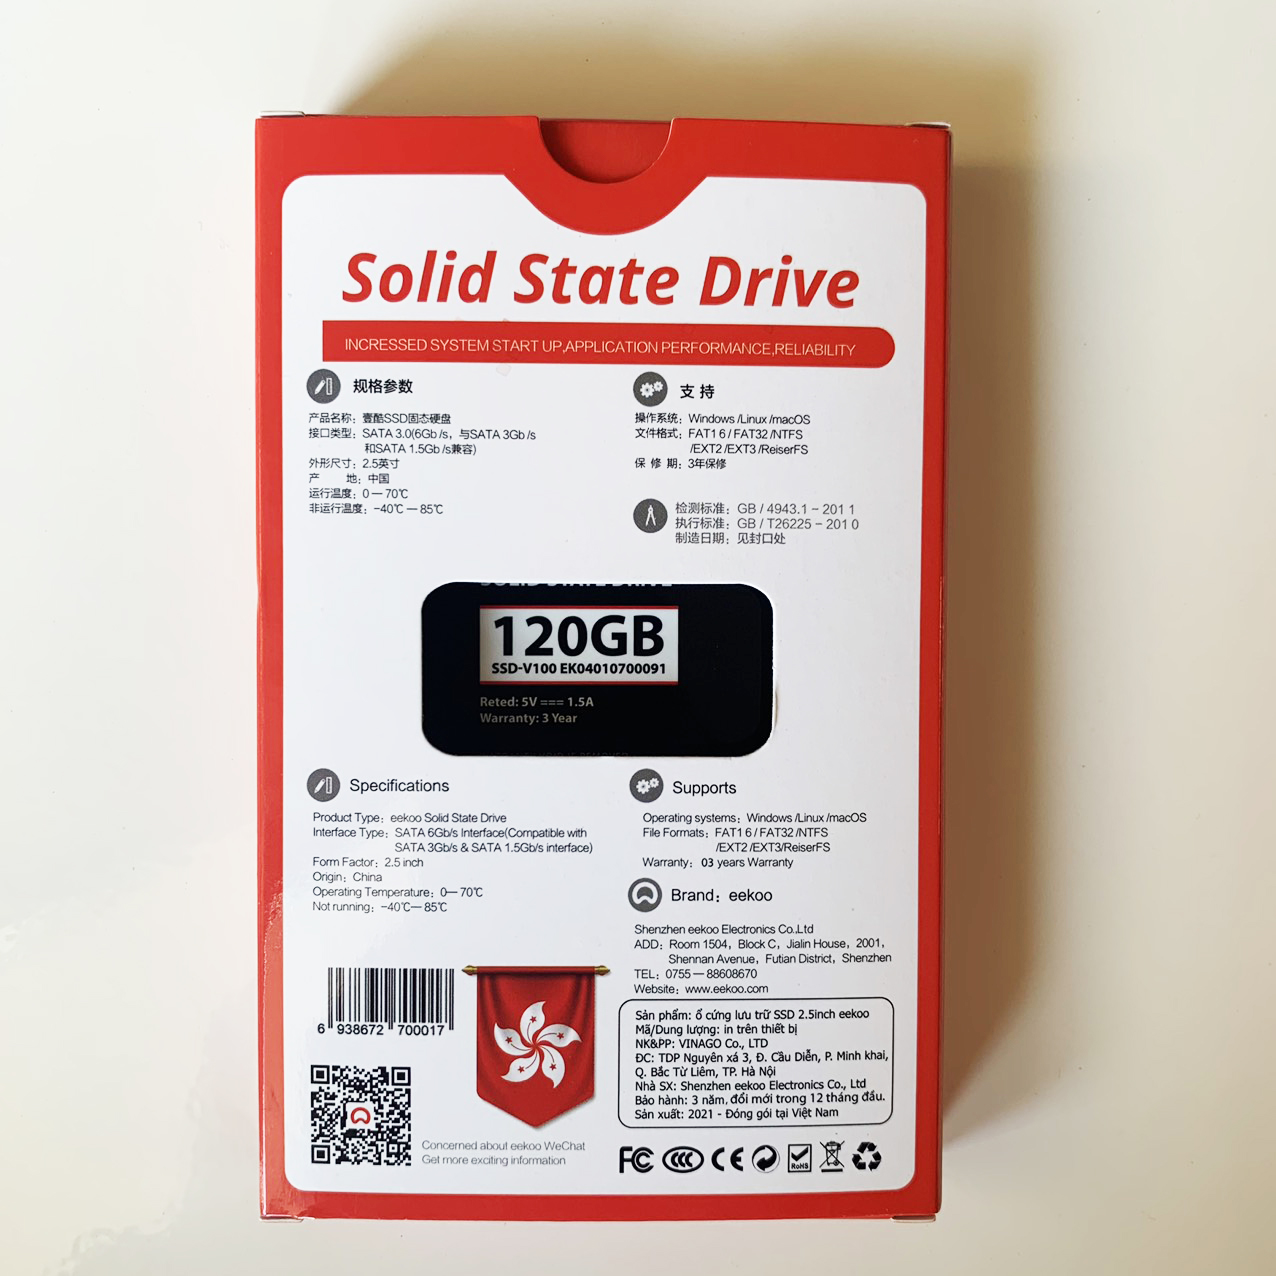 Solid State Drive
INCRESSED SYSTEM START UP,APPLICATION PERFORMANCE,RELIABILITY
规格参数
产品名称：壹酷SSD固态硬盘
接口类型：SATA 3.0(6Gb/s，与SATA 3Gb/s
和SATA 1.5Gb/s兼容)
外形尺寸：2.5英寸
产 地：中国
运行温度：0—70℃
非运行温度：-40℃—85℃
支持
操作系统：Windows /Linux /macOS
文件格式：FAT16 / FAT32 /NTFS
/EXT2 /EXT3 /ReiserFS
保 修 期：3年保修
检测标准：GB / 4943.1 - 2011
执行标准：GB / T26225 - 2010
制造日期：见封口处
SOLID STATE DRIVE
120GB
SSD-V100 EK04010700091
Reted: 5V === 1.5A
Warranty: 3 Year
Specifications
Product Type：eekoo Solid State Drive
Interface Type：SATA 6Gb/s Interface(Compatible with
SATA 3Gb/s & SATA 1.5Gb/s interface)
Form Factor：2.5 inch
Origin：China
Operating Temperature：0—70℃
Not running：-40℃—85℃
Supports
Operating systems：Windows /Linux /macOS
File Formats：FAT16 / FAT32 /NTFS
/EXT2 /EXT3/ReiserFS
Warranty：03 years Warranty
Brand：eekoo
Shenzhen eekoo Electronics Co.,Ltd
ADD：Room 1504，Block C，Jialin House，2001，
Shennan Avenue，Futian District，Shenzhen
TEL：0755—88608670
Website：www.eekoo.com
6 938672 700017
Sản phẩm: ổ cứng lưu trữ SSD 2.5inch eekoo
Mã/Dung lượng: in trên thiết bị
NK&PP: VINAGO Co., LTD
ĐC: TDP Nguyên xá 3, Đ. Cầu Diễn, P. Minh khai,
Q. Bắc Từ Liêm, TP. Hà Nội
Nhà SX: Shenzhen eekoo Electronics Co., Ltd
Bảo hành: 3 năm, đổi mới trong 12 tháng đầu.
Sản xuất: 2021 - Đóng gói tại Việt Nam
Concerned about eekoo WeChat
Get more exciting information
FC CCC CE RoHS